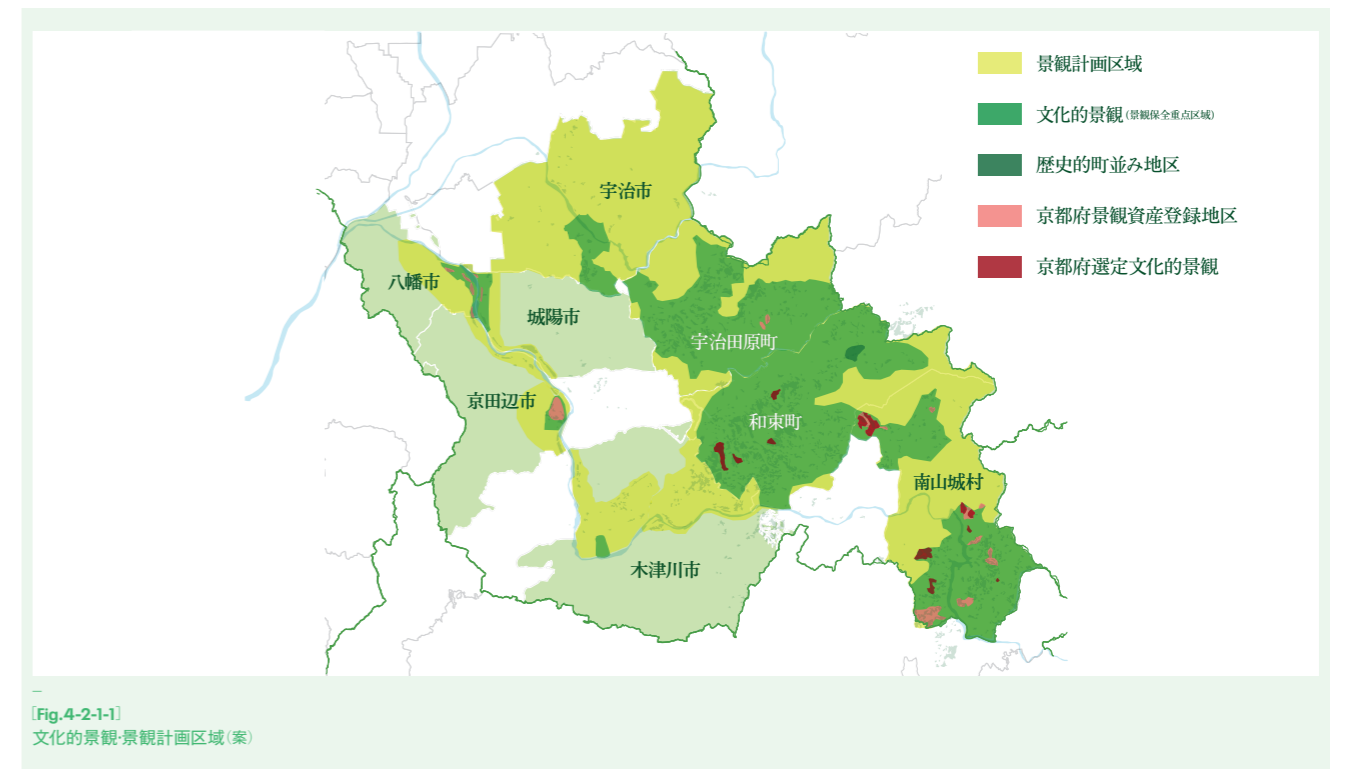 景観計画区域
文化的景観(景観保全重点区域)
歴史的町並み地区
京都府景観資産登録地区
京都府選定文化的景観
宇治市
八幡市
城陽市
宇治田原町
京田辺市
和束町
南山城村
木津川市
[Fig.4-2-1-1]
文化的景観・景観計画区域(案)